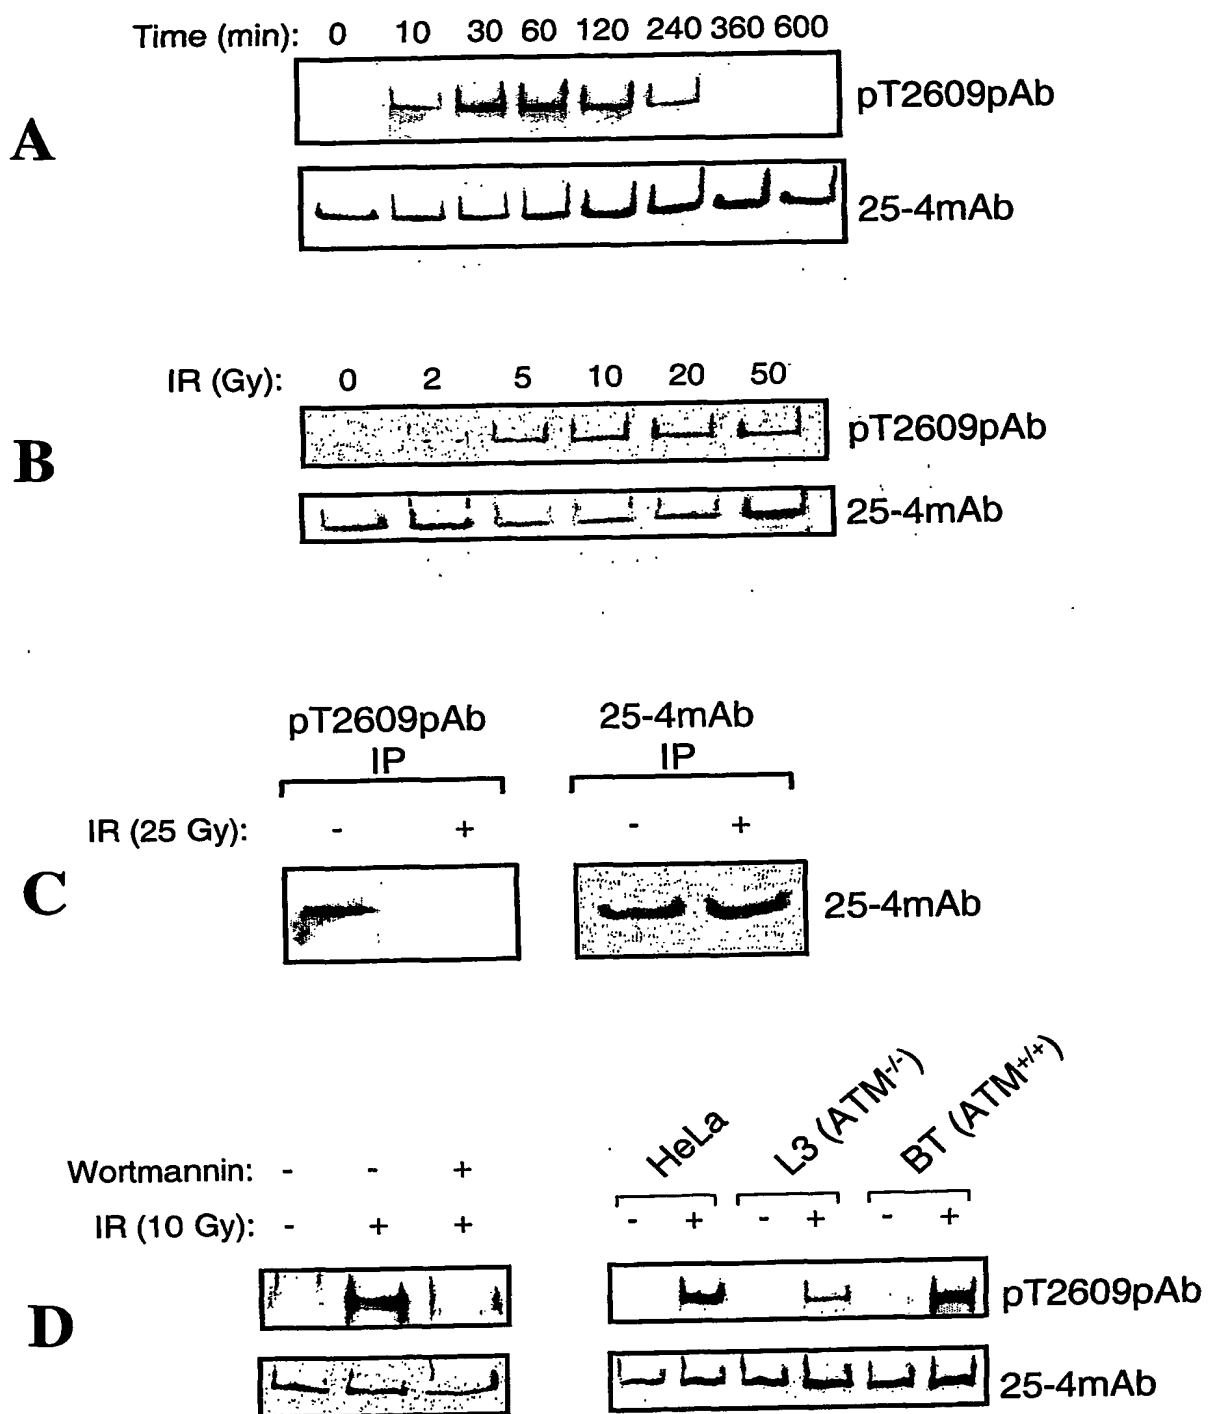 Time (min): 0 10 30 60 120 240 360 600
pT2609pAb
A
25-4mAb
IR (Gy): 0 2 5 10 20 50
pT2609pAb
B
25-4mAb
pT2609pAb 25-4mAb
IP IP
IR (25 Gy): - + - +
C
25-4mAb
HeLa L3 (ATM-/-) BT (ATM+/+)
Wortmannin: - - +
IR (10 Gy): - + + - + - + - +
pT2609pAb
D
25-4mAb